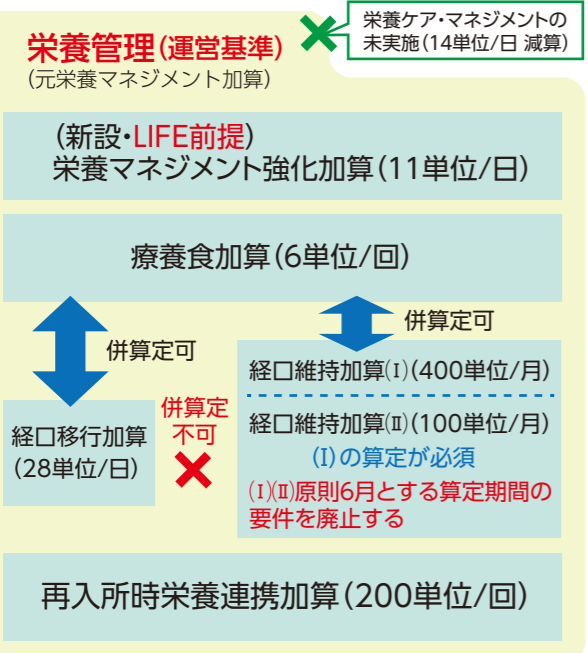 栄養ケア・マネジメントの
未実施(14単位/日 減算)
栄養管理(運営基準)
(元栄養マネジメント加算)
(新設・LIFE前提)
栄養マネジメント強化加算(11単位/日)
療養食加算(6単位/回)
併算定可
併算定可
経口移行加算
(28単位/日)
併算定
不可
経口維持加算(Ⅰ)(400単位/月)
経口維持加算(Ⅱ)(100単位/月)
(Ⅰ)の算定が必須
(Ⅰ)(Ⅱ)原則6月とする算定期間の
要件を廃止する
再入所時栄養連携加算(200単位/回)